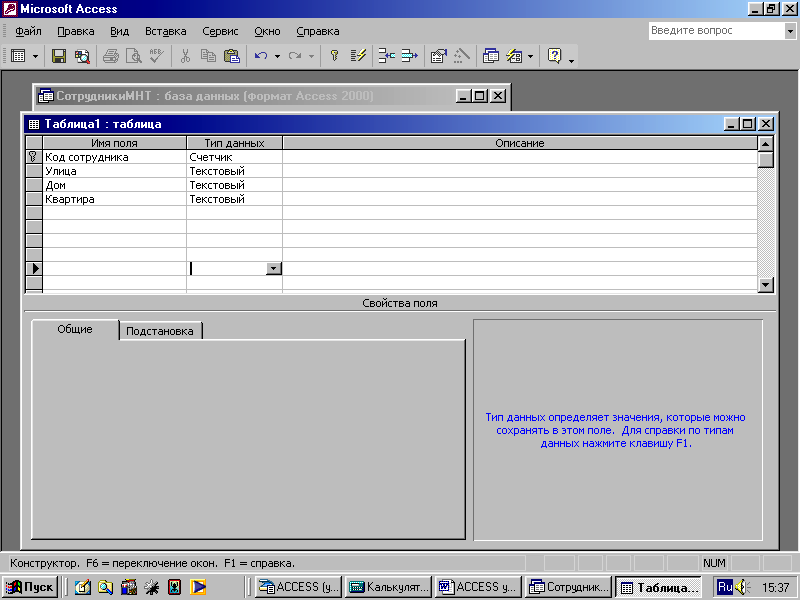 Microsoft Access
Файл Правка Вид Вставка Сервис Окно Справка
Введите вопрос
СотрудникиМНТ : база данных (формат Access 2000)
Таблица1 : таблица
Имя поля Тип данных Описание
Код сотрудника Счетчик
Улица Текстовый
Дом Текстовый
Квартира Текстовый
Свойства поля
Общие Подстановка
Тип данных определяет значения, которые можно
сохранять в этом поле. Для справки по типам
данных нажмите клавишу F1.
Конструктор. F6 = переключение окон. F1 = справка. NUM
Пуск ACCESS (у... Калькулят... ACCESS у... Сотрудник... Таблица... Ru 15:37